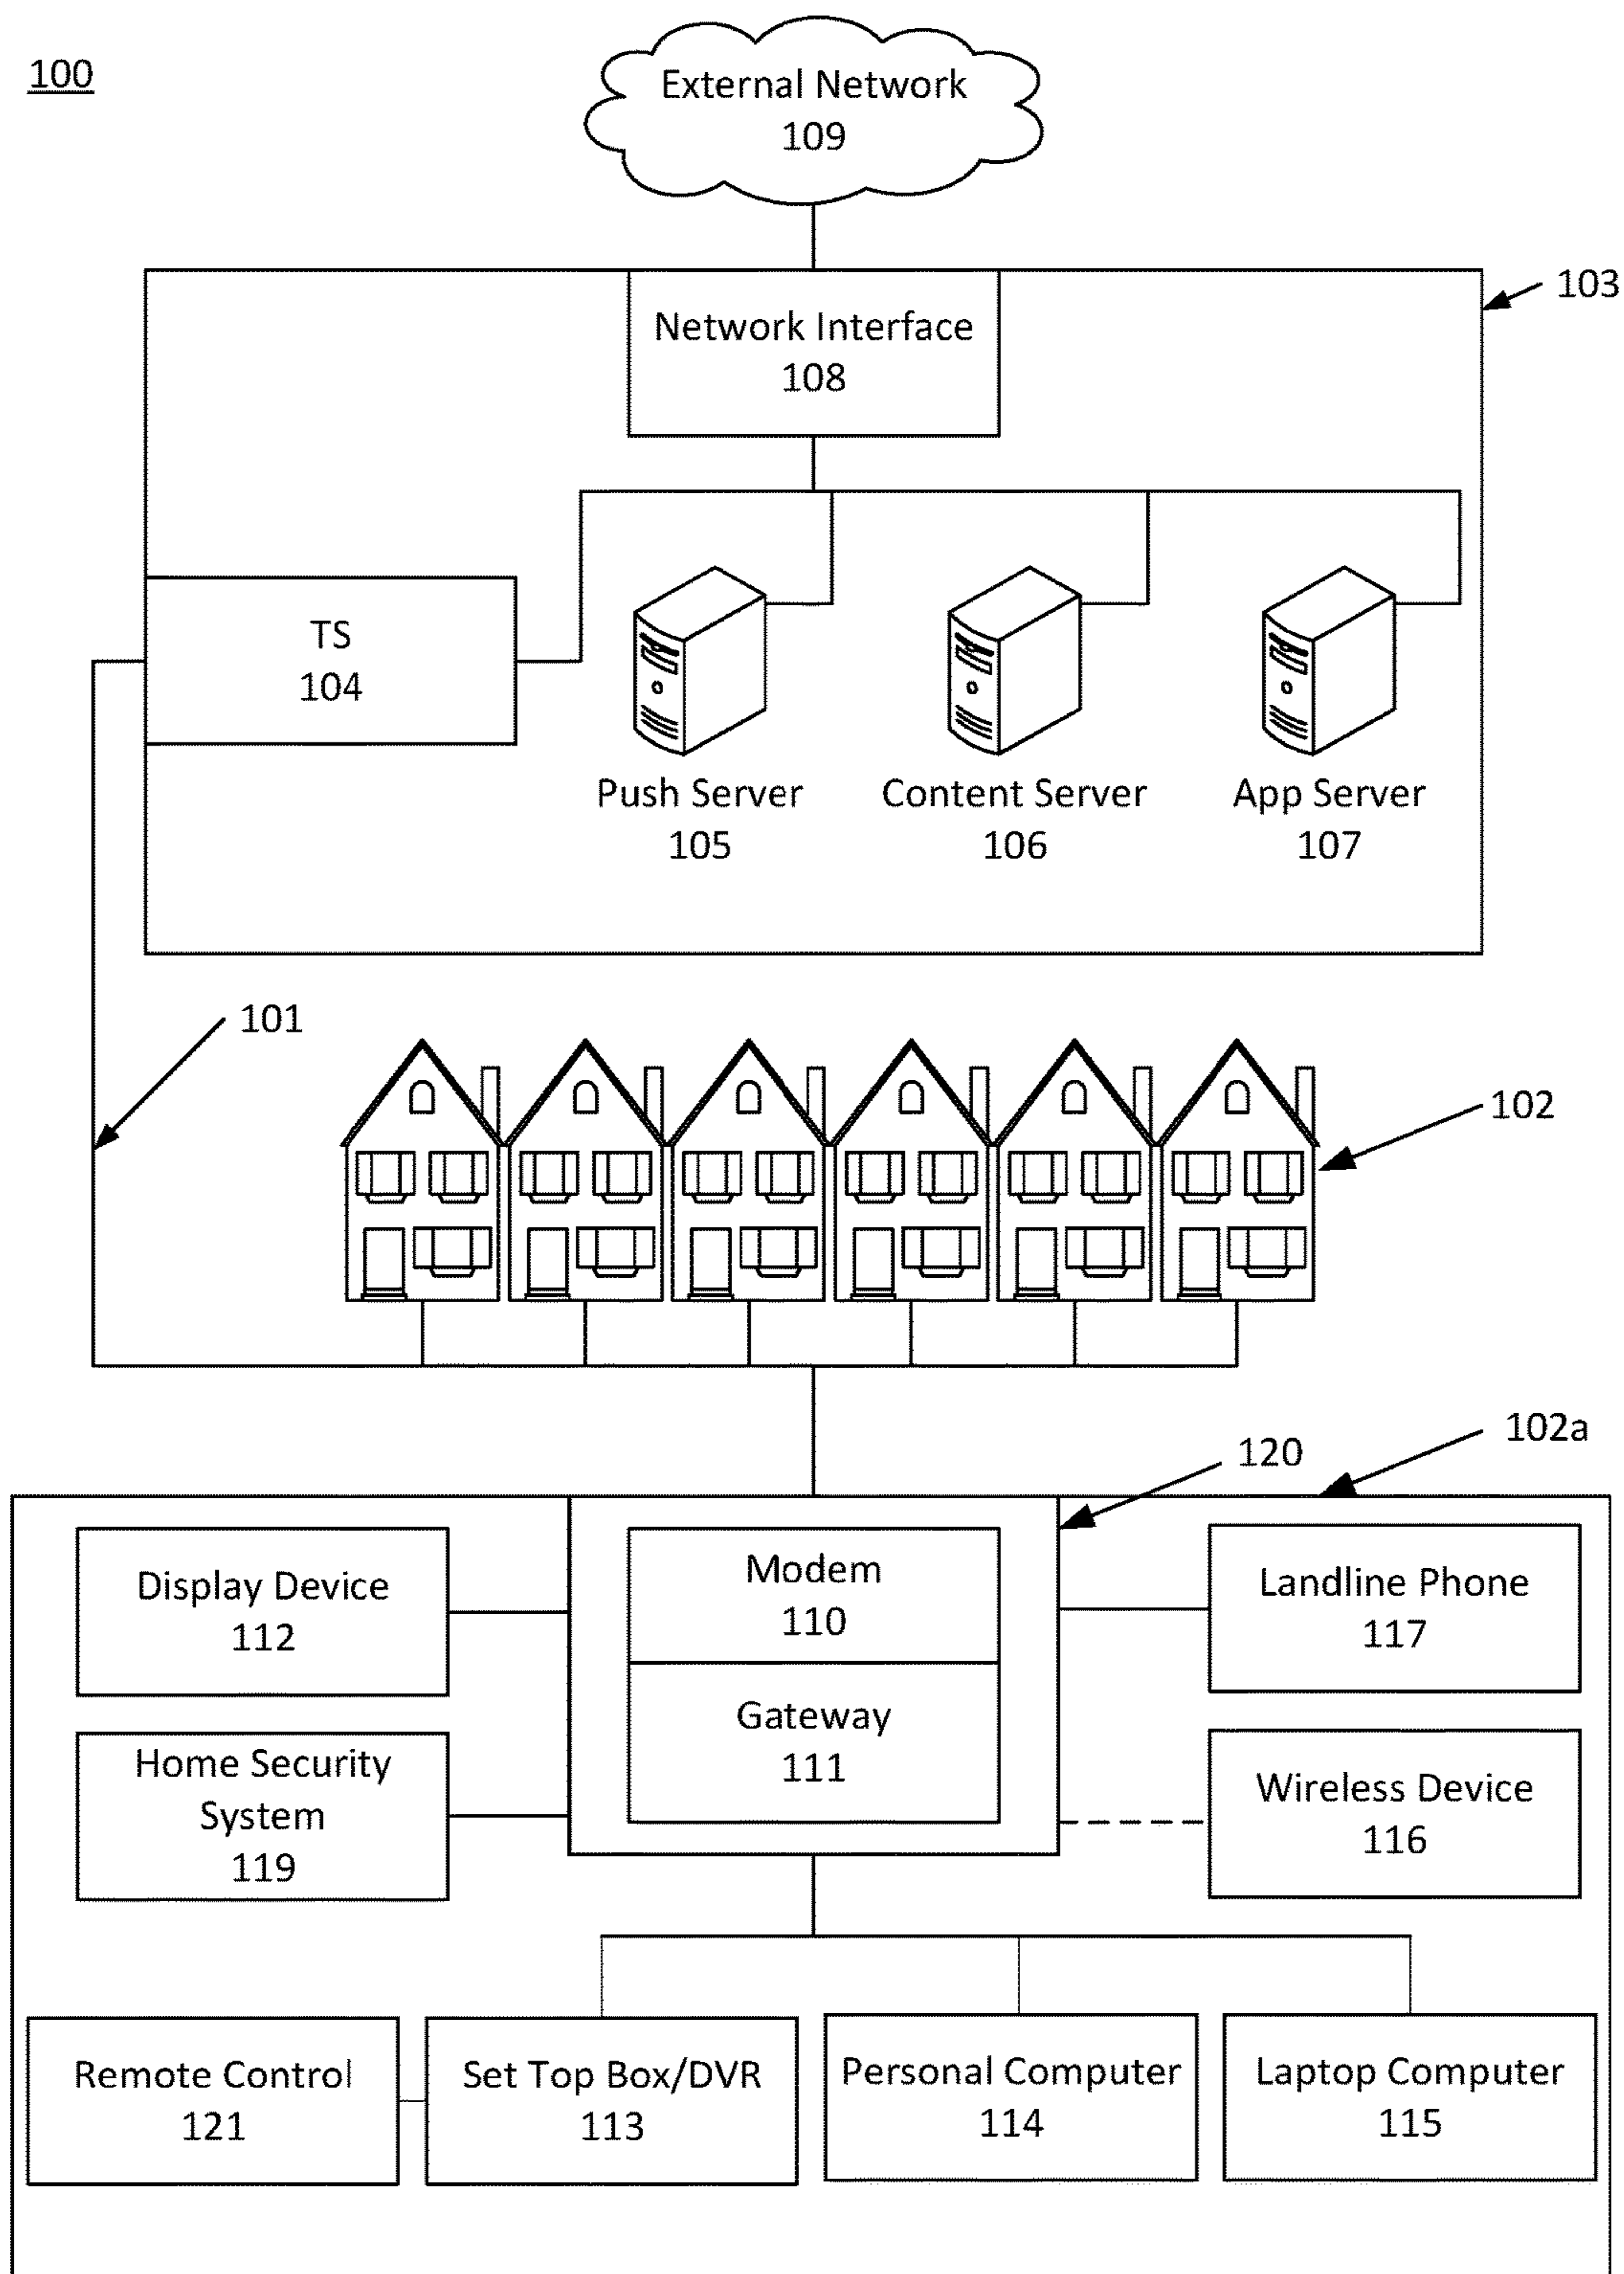 100
External Network
109
103
Network Interface
108
TS
104
Push Server
105
Content Server
106
App Server
107
101
102
102a
120
Display Device
112
Modem
110
Landline Phone
117
Gateway
111
Home Security
System
119
Wireless Device
116
Remote Control
121
Set Top Box/DVR
113
Personal Computer
114
Laptop Computer
115